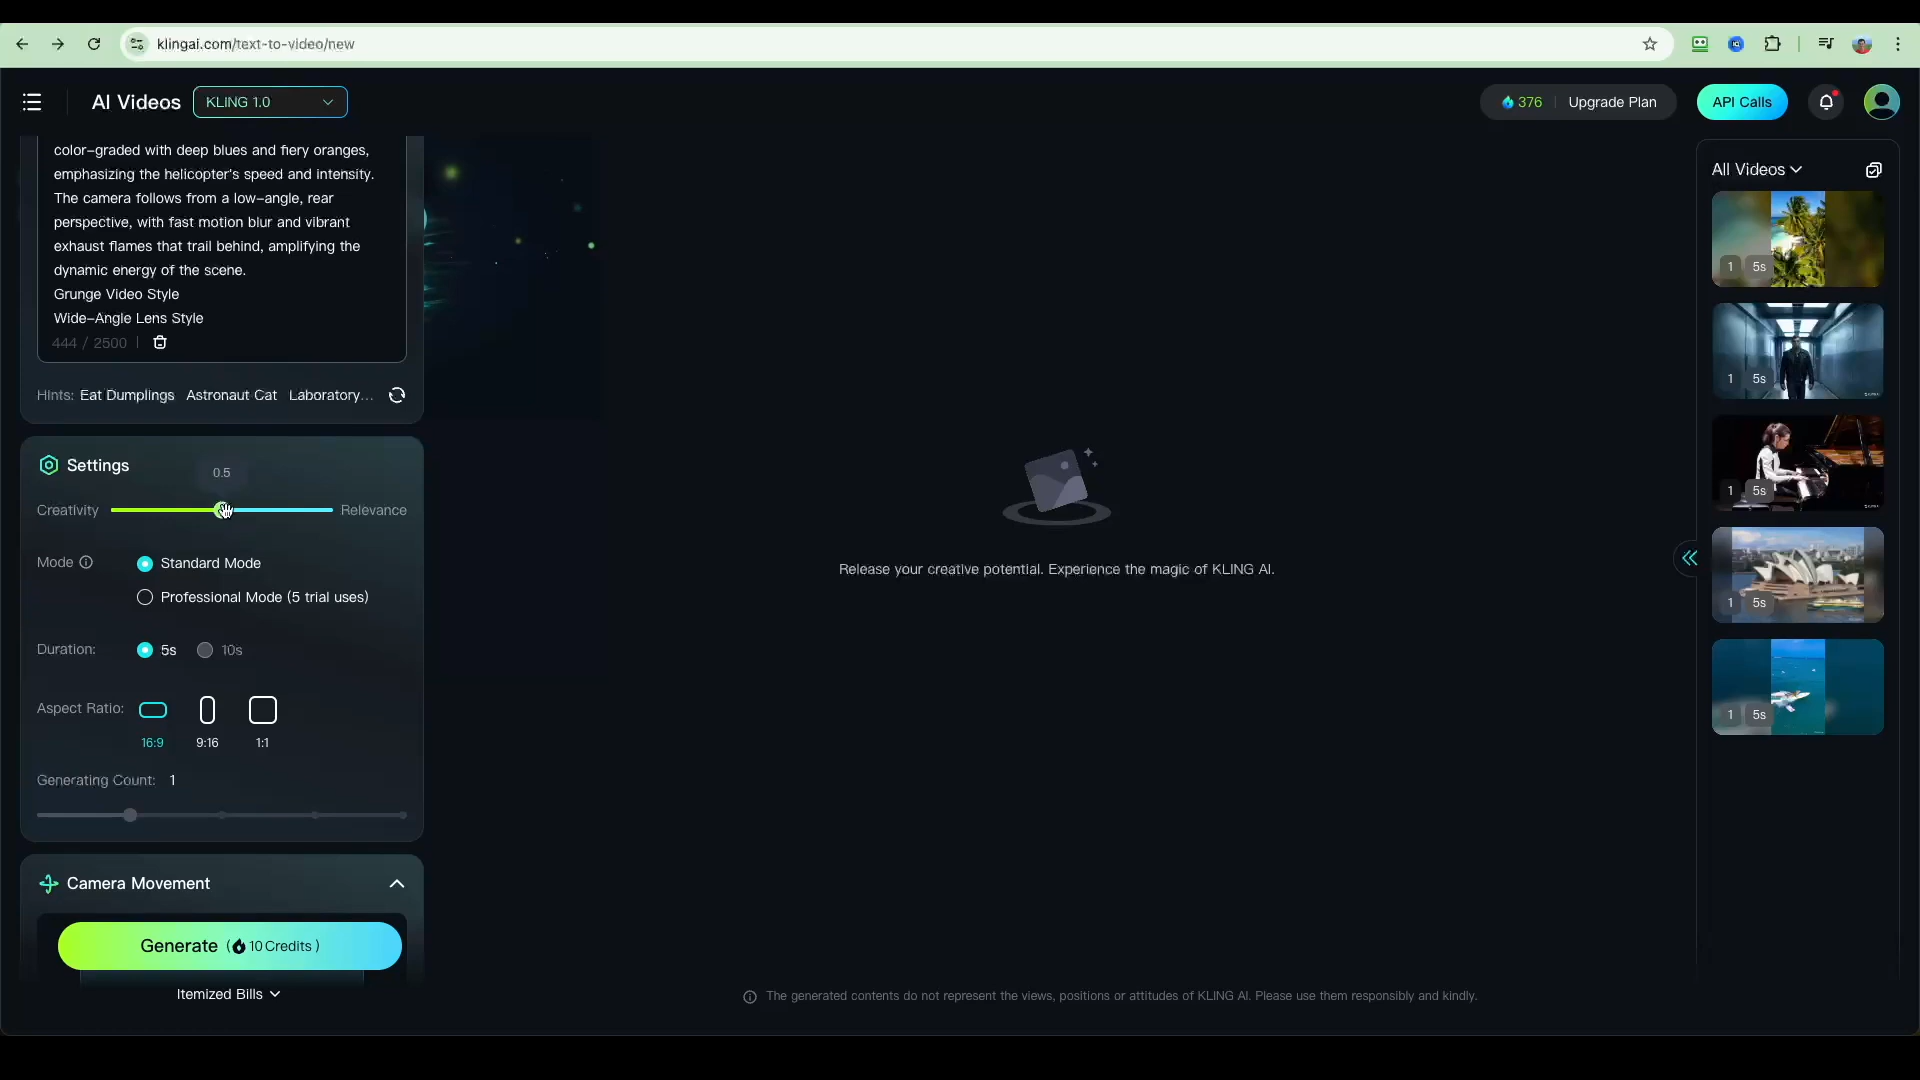 klingai.com/text-to-video/new
AI Videos
KLING 1.0
376
Upgrade Plan
API Calls
color-graded with deep blues and fiery oranges,
emphasizing the helicopter's speed and intensity.
The camera follows from a low-angle, rear
perspective, with fast motion blur and vibrant
exhaust flames that trail behind, amplifying the
dynamic energy of the scene.
Grunge Video Style
Wide-Angle Lens Style
444 / 2500
Hints: Eat Dumplings Astronaut Cat Laboratory...
Settings
0.5
Creativity
Relevance
Mode
Standard Mode
Professional Mode (5 trial uses)
Duration: 5s 10s
Aspect Ratio:
16:9 9:16 1:1
Generating Count: 1
Camera Movement
Generate ( 10 Credits )
Itemized Bills
Release your creative potential. Experience the magic of KLING AI.
The generated contents do not represent the views, positions or attitudes of KLING AI. Please use them responsibly and kindly.
All Videos
1 5s
1 5s
1 5s
1 5s
1 5s